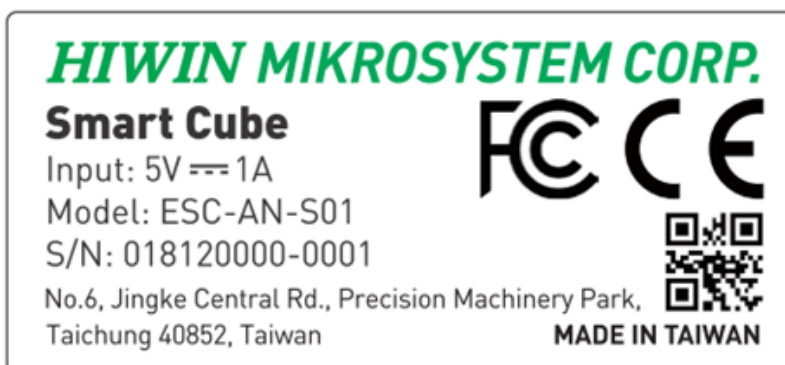 HIWIN MIKROSYSTEM CORP.
Smart Cube
FC CE
Input: 5V ⎓ 1A
Model: ESC-AN-S01
S/N: 018120000-0001
No.6, Jingke Central Rd., Precision Machinery Park,
Taichung 40852, Taiwan
MADE IN TAIWAN